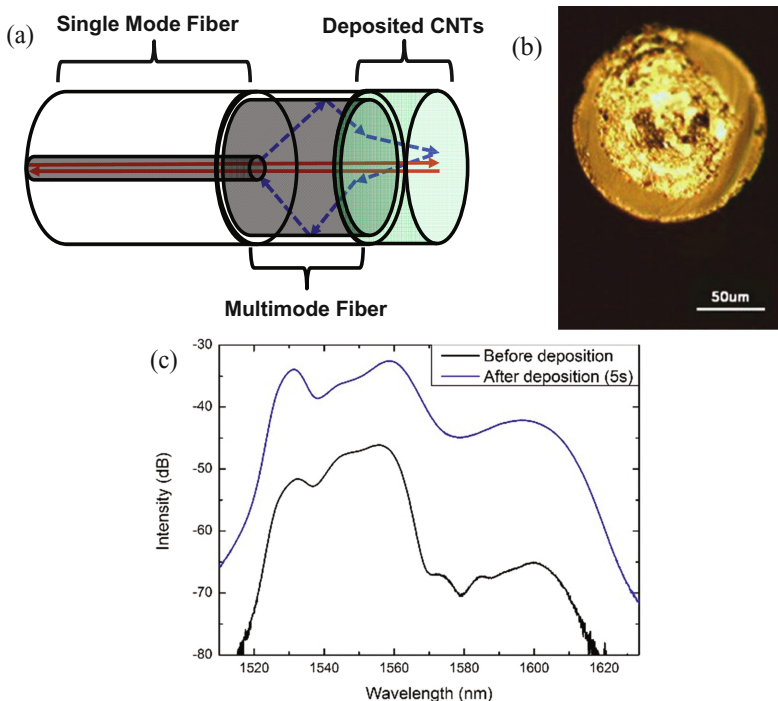 (a)
Single Mode Fiber
Deposited CNTs
Multimode Fiber
(b)
50um
(c)
Before deposition
After deposition (5s)
-30
-40
-50
-60
-70
-80
Intensity (dB)
1520 1540 1560 1580 1600 1620
Wavelength (nm)